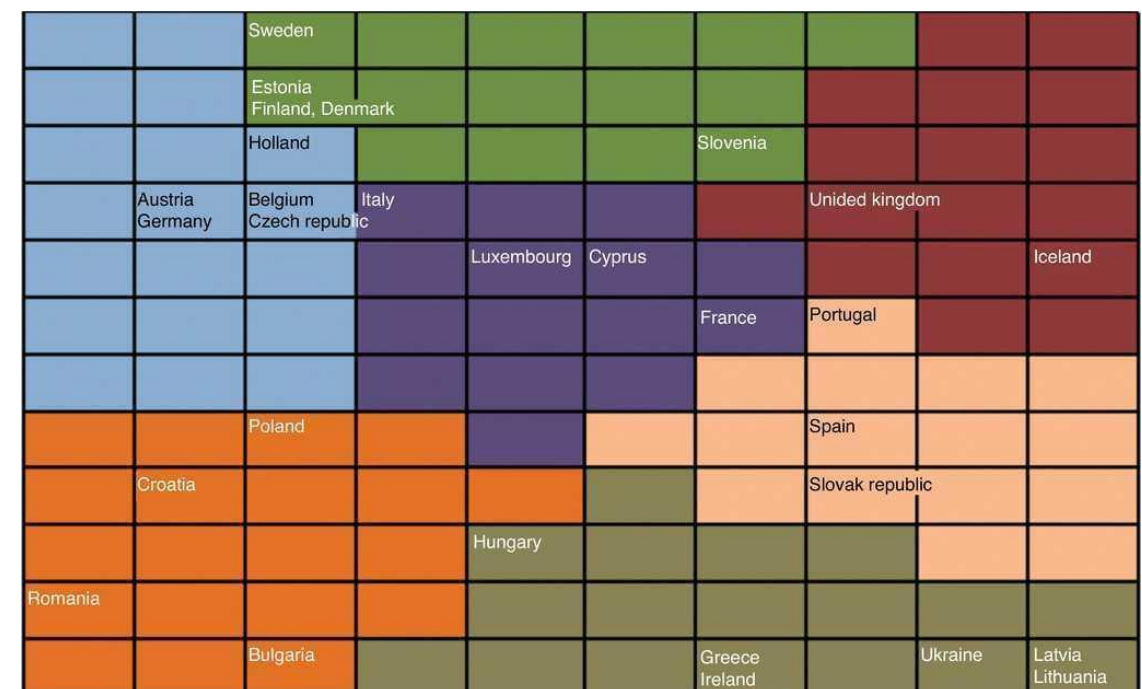 Sweden
Estonia
Finland, Denmark
Holland
Slovenia
Austria
Germany
Belgium
Czech republic
Italy
Unided kingdom
Luxembourg
Cyprus
Iceland
France
Portugal
Poland
Spain
Croatia
Slovak republic
Hungary
Romania
Bulgaria
Greece
Ireland
Ukraine
Latvia
Lithuania